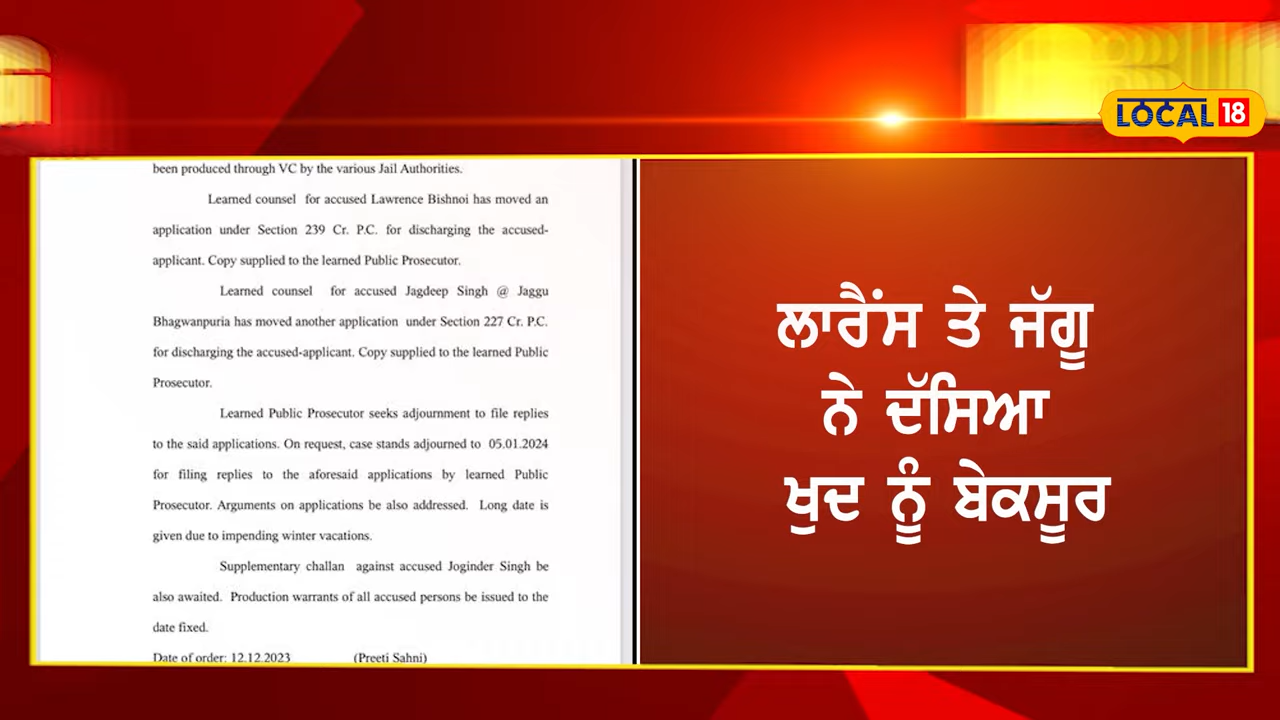 LOCAL 18
been produced through VC by the various Jail Authorities.
Learned counsel for accused Lawrence Bishnoi has moved an
application under Section 239 Cr. P.C. for discharging the accused-
applicant. Copy supplied to the learned Public Prosecutor.
Learned counsel for accused Jagdeep Singh @ Jaggu
Bhagwanpuria has moved another application under Section 227 Cr. P.C.
for discharging the accused-applicant. Copy supplied to the learned Public
Prosecutor.
Learned Public Prosecutor seeks adjournment to file replies
to the said applications. On request, case stands adjourned to 05.01.2024
for filing replies to the aforesaid applications by learned Public
Prosecutor. Arguments on applications be also addressed. Long date is
given due to impending winter vacations.
Supplementary challan against accused Joginder Singh be
also awaited. Production warrants of all accused persons be issued to the
date fixed.
Date of order: 12.12.2023 (Preeti Sahni)
ਲਾਰੈਂਸ ਤੇ ਜੱਗੂ
ਨੇ ਦੱਸਿਆ
ਖੁਦ ਨੂੰ ਬੇਕਸੂਰ